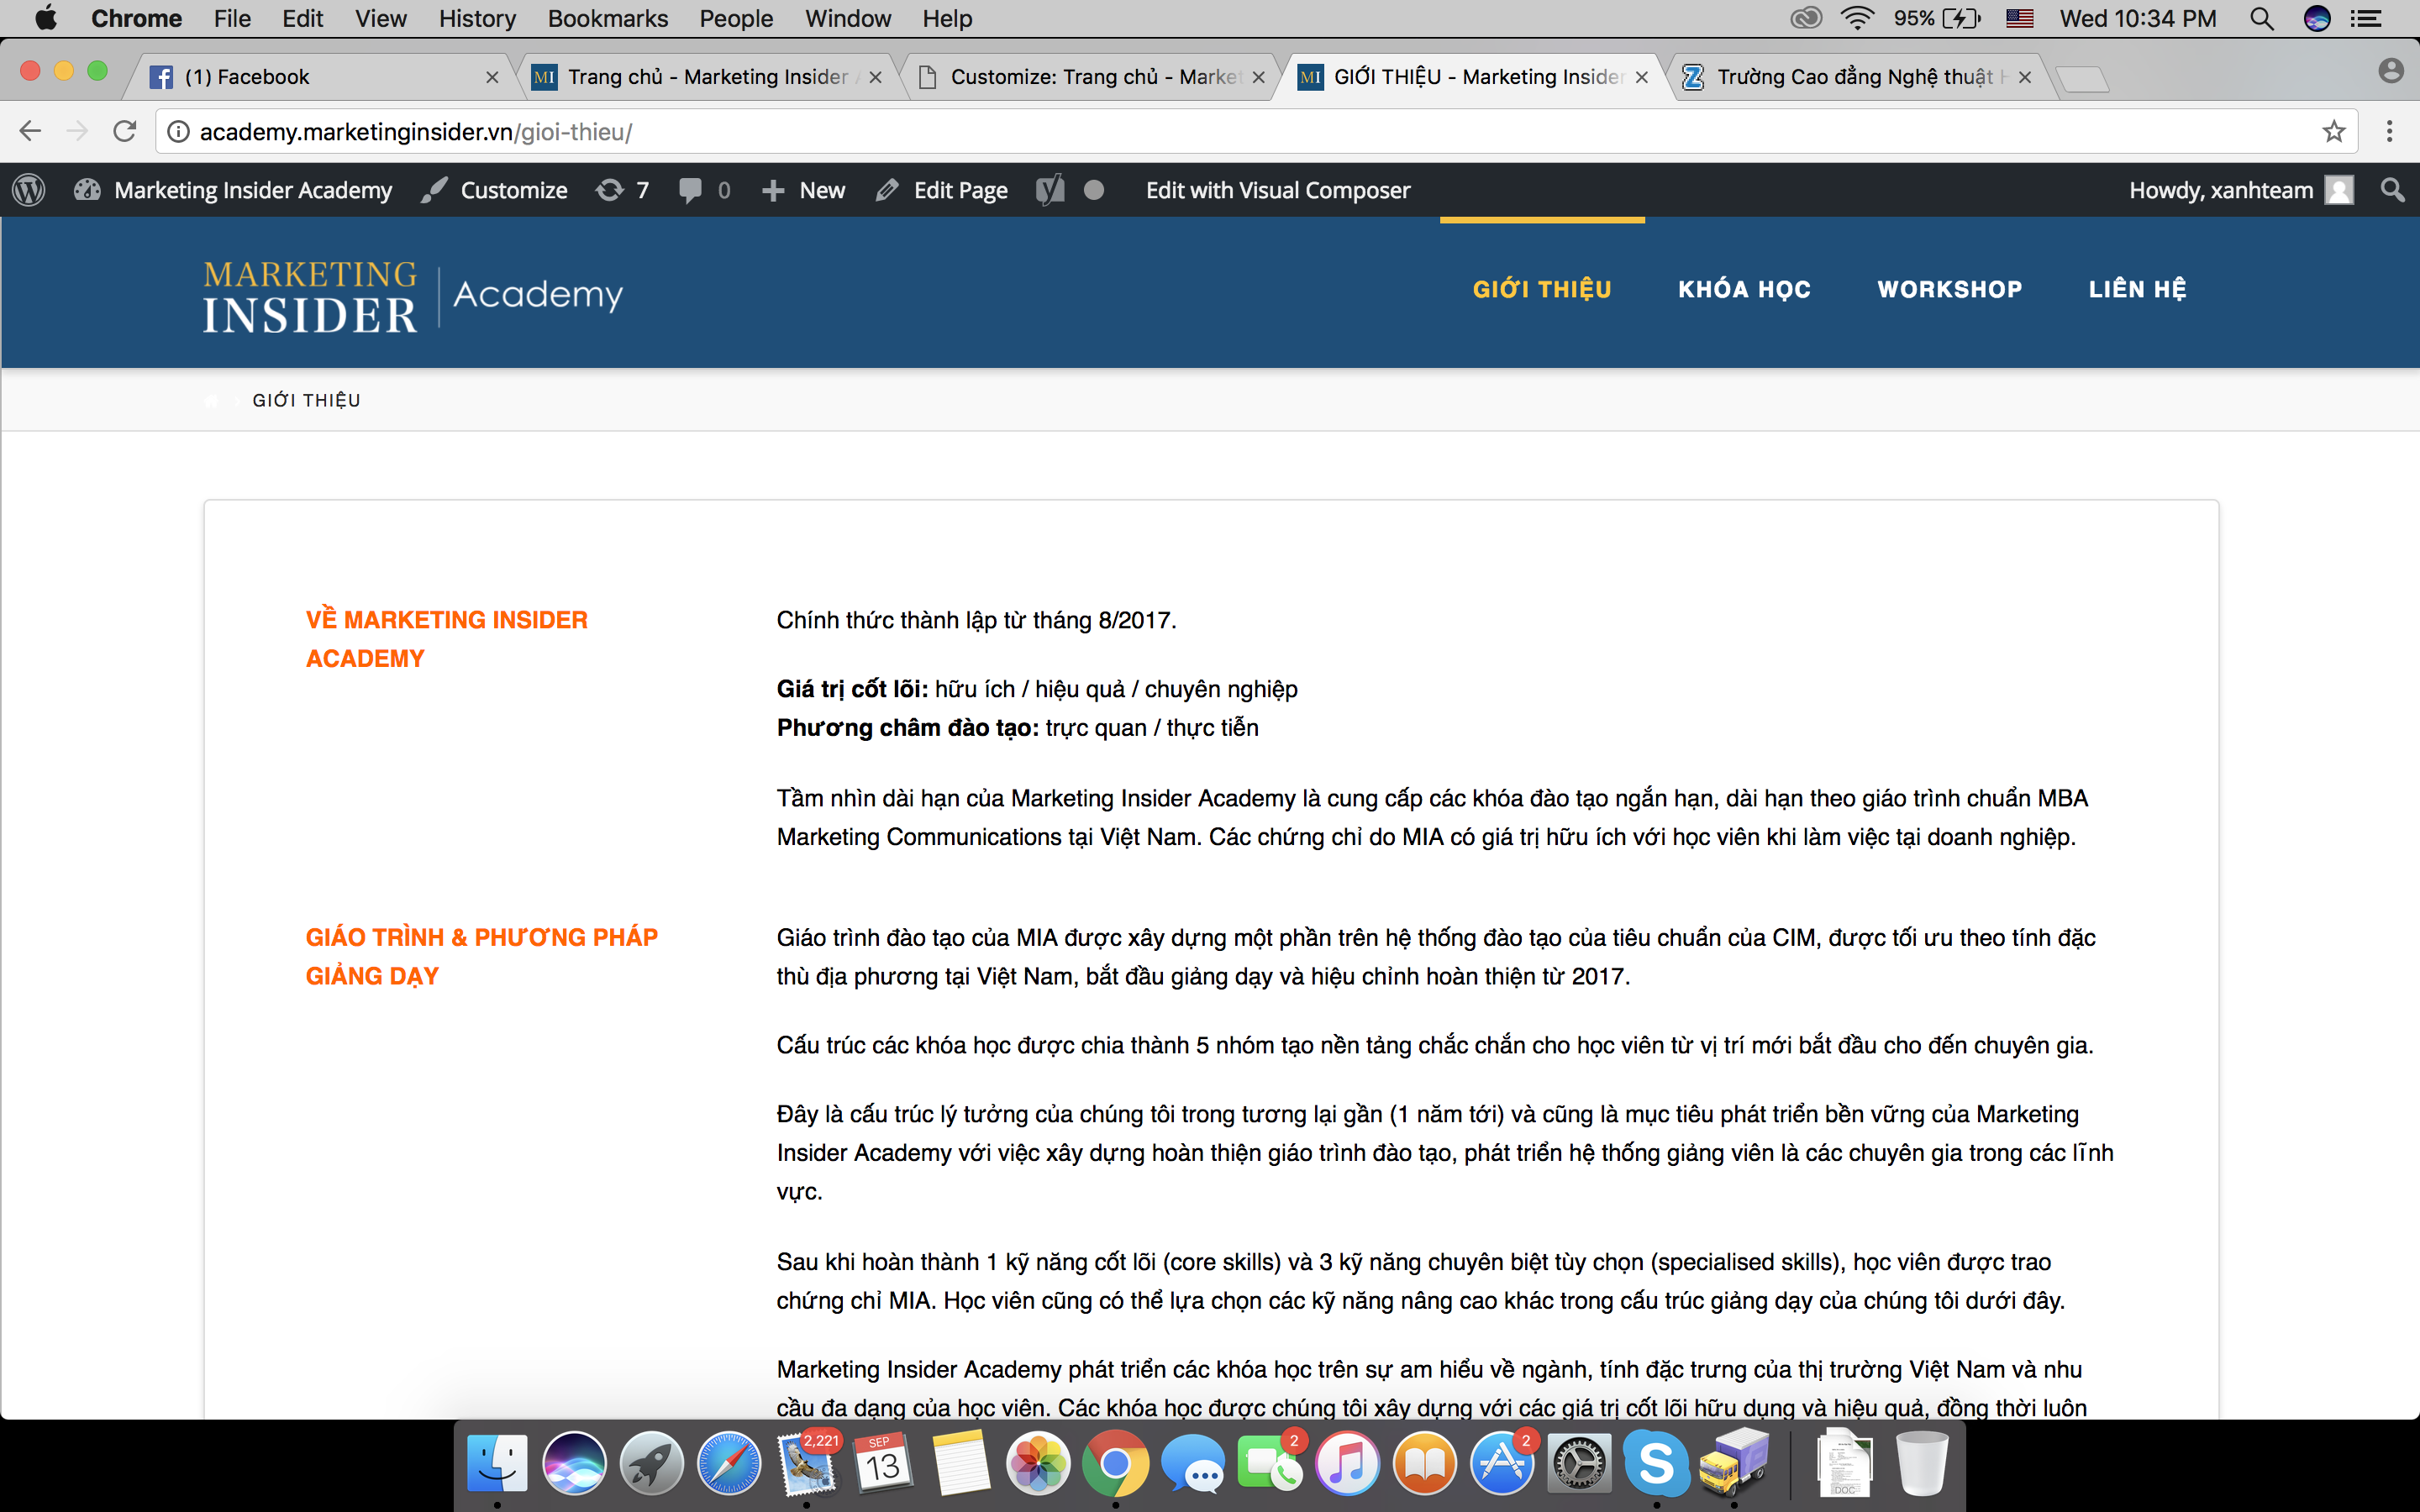 Chrome File Edit View History Bookmarks People Window Help 95% Wed 10:34 PM
(1) Facebook Trang chủ - Marketing Insider Customize: Trang chủ - Market GIỚI THIỆU - Marketing Insider Trường Cao đẳng Nghệ thuật H
academy.marketinginsider.vn/gioi-thieu/
Marketing Insider Academy Customize 7 0 New Edit Page Edit with Visual Composer Howdy, xanhteam
MARKETING
INSIDER Academy
GIỚI THIỆU KHÓA HỌC WORKSHOP LIÊN HỆ
GIỚI THIỆU
VỀ MARKETING INSIDER
ACADEMY
Chính thức thành lập từ tháng 8/2017.
Giá trị cốt lõi: hữu ích / hiệu quả / chuyên nghiệp
Phương châm đào tạo: trực quan / thực tiễn
Tầm nhìn dài hạn của Marketing Insider Academy là cung cấp các khóa đào tạo ngắn hạn, dài hạn theo giáo trình chuẩn MBA
Marketing Communications tại Việt Nam. Các chứng chỉ do MIA có giá trị hữu ích với học viên khi làm việc tại doanh nghiệp.
GIÁO TRÌNH & PHƯƠNG PHÁP
GIẢNG DẠY
Giáo trình đào tạo của MIA được xây dựng một phần trên hệ thống đào tạo của tiêu chuẩn của CIM, được tối ưu theo tính đặc
thù địa phương tại Việt Nam, bắt đầu giảng dạy và hiệu chỉnh hoàn thiện từ 2017.
Cấu trúc các khóa học được chia thành 5 nhóm tạo nền tảng chắc chắn cho học viên từ vị trí mới bắt đầu cho đến chuyên gia.
Đây là cấu trúc lý tưởng của chúng tôi trong tương lại gần (1 năm tới) và cũng là mục tiêu phát triển bền vững của Marketing
Insider Academy với việc xây dựng hoàn thiện giáo trình đào tạo, phát triển hệ thống giảng viên là các chuyên gia trong các lĩnh
vực.
Sau khi hoàn thành 1 kỹ năng cốt lõi (core skills) và 3 kỹ năng chuyên biệt tùy chọn (specialised skills), học viên được trao
chứng chỉ MIA. Học viên cũng có thể lựa chọn các kỹ năng nâng cao khác trong cấu trúc giảng dạy của chúng tôi dưới đây.
Marketing Insider Academy phát triển các khóa học trên sự am hiểu về ngành, tính đặc trưng của thị trường Việt Nam và nhu
cầu đa dạng của học viên. Các khóa học được chúng tôi xây dựng với các giá trị cốt lõi hữu dụng và hiệu quả, đồng thời luôn
2,221 SEP 13 2 2 DOC